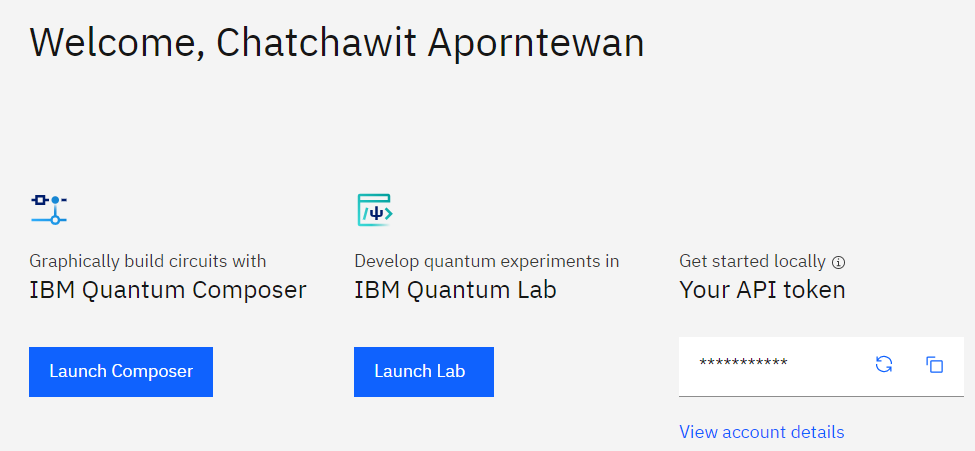 Welcome, Chatchawit Aporntewan
Graphically build circuits with
IBM Quantum Composer
Launch Composer
Develop quantum experiments in
IBM Quantum Lab
Launch Lab
Get started locally
Your API token
***********
View account details